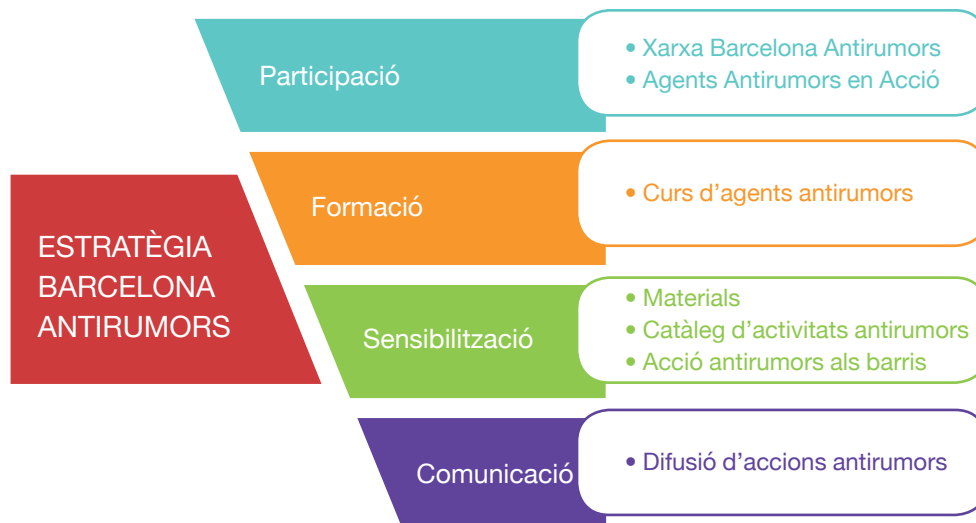 ESTRATÈGIA
BARCELONA
ANTIRUMORS
Participació
• Xarxa Barcelona Antirumors
• Agents Antirumors en Acció
Formació
• Curs d'agents antirumors
Sensibilització
• Materials
• Catàleg d'activitats antirumors
• Acció antirumors als barris
Comunicació
• Difusió d'accions antirumors